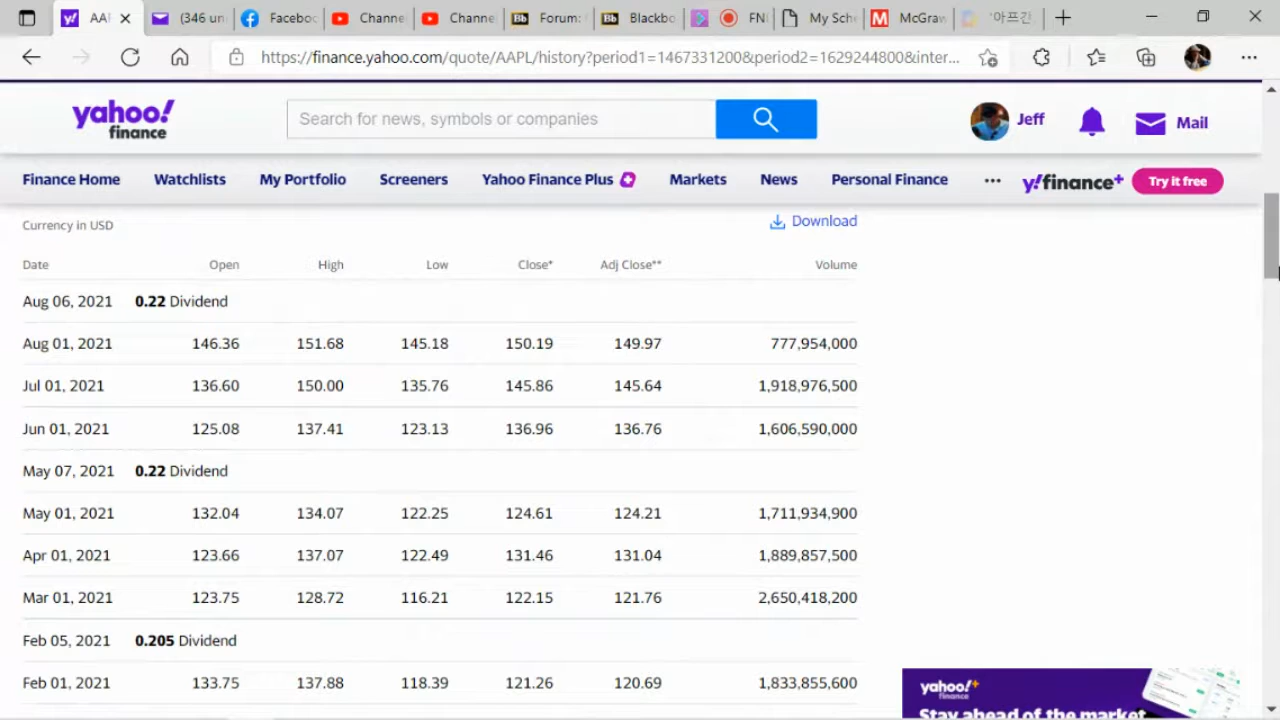 AAI
(346 un
Faceboo
Channe
Channe
Bb Forum:
Bb Blackbo
FN
My Sch
M McGraw
'아프간
https://finance.yahoo.com/quote/AAPL/history?period1=1467331200&period2=1629244800&inter...
yahoo!
finance
Search for news, symbols or companies
Jeff
Mail
Finance Home Watchlists My Portfolio Screeners Yahoo Finance Plus Markets News Personal Finance ••• y!finance+ Try it free
Currency in USD
Download
Date Open High Low Close* Adj Close** Volume
Aug 06, 2021 0.22 Dividend
Aug 01, 2021 146.36 151.68 145.18 150.19 149.97 777,954,000
Jul 01, 2021 136.60 150.00 135.76 145.86 145.64 1,918,976,500
Jun 01, 2021 125.08 137.41 123.13 136.96 136.76 1,606,590,000
May 07, 2021 0.22 Dividend
May 01, 2021 132.04 134.07 122.25 124.61 124.21 1,711,934,900
Apr 01, 2021 123.66 137.07 122.49 131.46 131.04 1,889,857,500
Mar 01, 2021 123.75 128.72 116.21 122.15 121.76 2,650,418,200
Feb 05, 2021 0.205 Dividend
Feb 01, 2021 133.75 137.88 118.39 121.26 120.69 1,833,855,600
yahoo!+
Stay ahead of the market